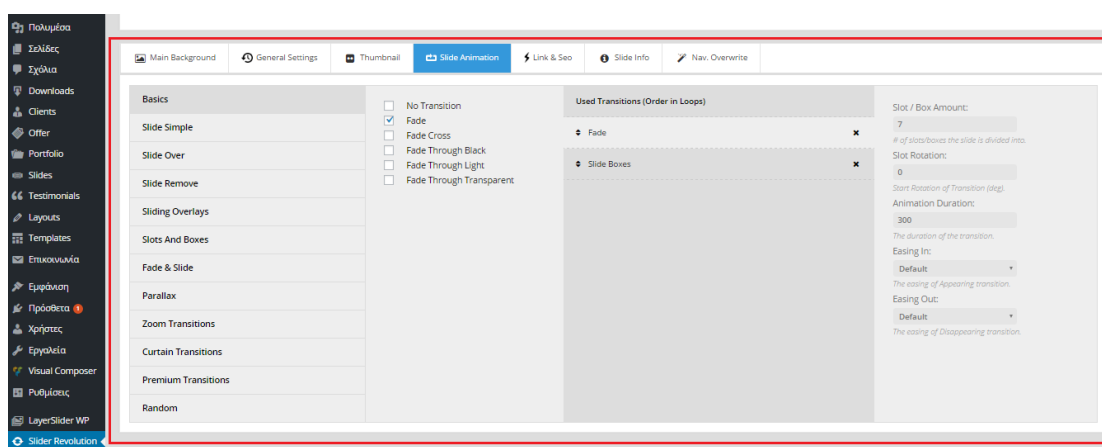 Πολυμέσα
Σελίδες
Σχόλια
Downloads
Clients
Offer
Portfolio
Slides
Testimonials
Layouts
Templates
Επικοινωνία
Εμφάνιση
Πρόσθετα 1
Χρήστες
Εργαλεία
Visual Composer
Ρυθμίσεις
LayerSlider WP
Slider Revolution
Main Background
General Settings
Thumbnail
Slide Animation
Link & Seo
Slide Info
Nav. Overwrite
Basics
Slide Simple
Slide Over
Slide Remove
Sliding Overlays
Slots And Boxes
Fade & Slide
Parallax
Zoom Transitions
Curtain Transitions
Premium Transitions
Random
No Transition
Fade
Fade Cross
Fade Through Black
Fade Through Light
Fade Through Transparent
Used Transitions (Order in Loops)
Fade
Slide Boxes
Slot / Box Amount:
7
# of slots/boxes the slide is divided into.
Slot Rotation:
0
Start Rotation of Transition (deg).
Animation Duration:
300
The duration of the transition.
Easing In:
Default
The easing of Appearing transition.
Easing Out:
Default
The easing of Disappearing transition.